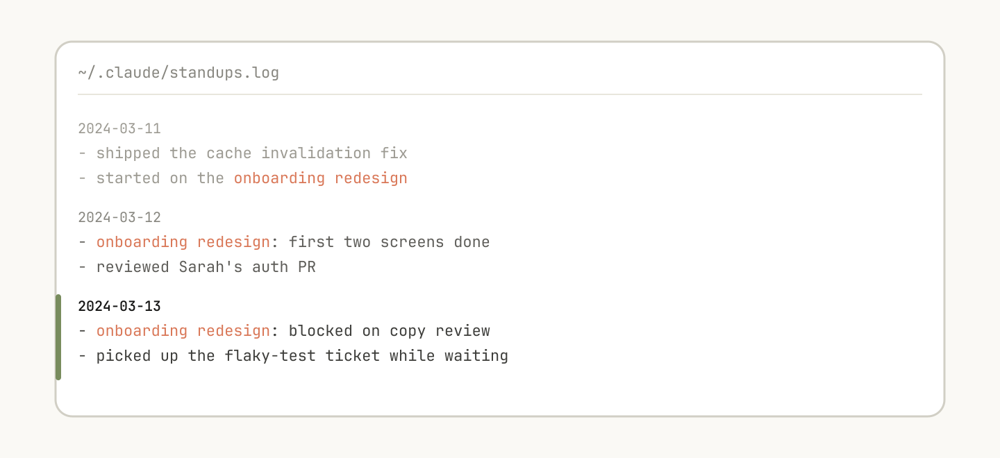 ~/.claude/standups.log
2024-03-11
- shipped the cache invalidation fix
- started on the onboarding redesign
2024-03-12
- onboarding redesign: first two screens done
- reviewed Sarah's auth PR
2024-03-13
- onboarding redesign: blocked on copy review
- picked up the flaky-test ticket while waiting